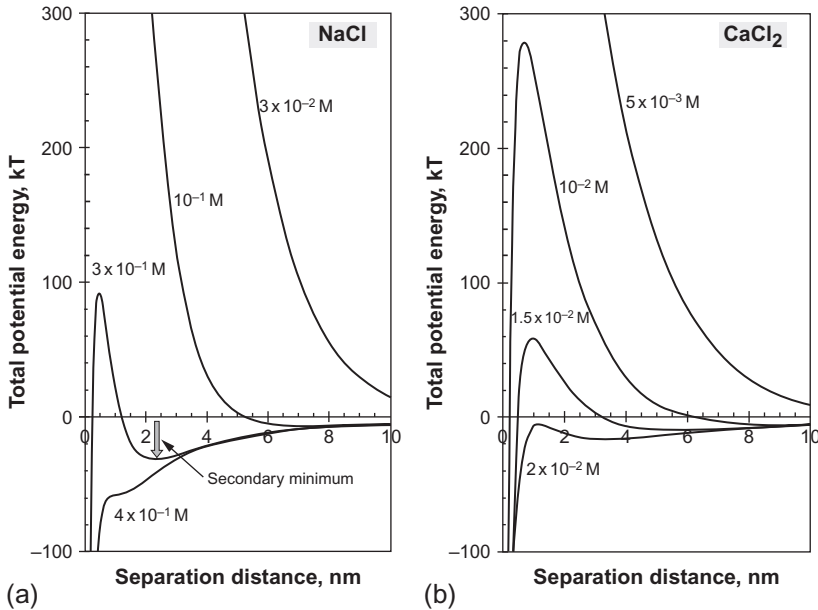 300
NaCl
3 x 10⁻² M
200
10⁻¹ M
3 x 10⁻¹ M
100
0
0 2 4 6 8 10
Secondary minimum
4 x 10⁻¹ M
–100
Total potential energy, kT
Separation distance, nm
(a)
300
CaCl₂
5 x 10⁻³ M
200
10⁻² M
100
1.5 x 10⁻² M
0
0 2 4 6 8 10
2 x 10⁻² M
–100
Total potential energy, kT
Separation distance, nm
(b)